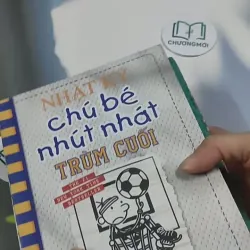 CHUONGMOI
NHẬT KÝ
chú bé
nhút nhát
TRÙM CUỐI